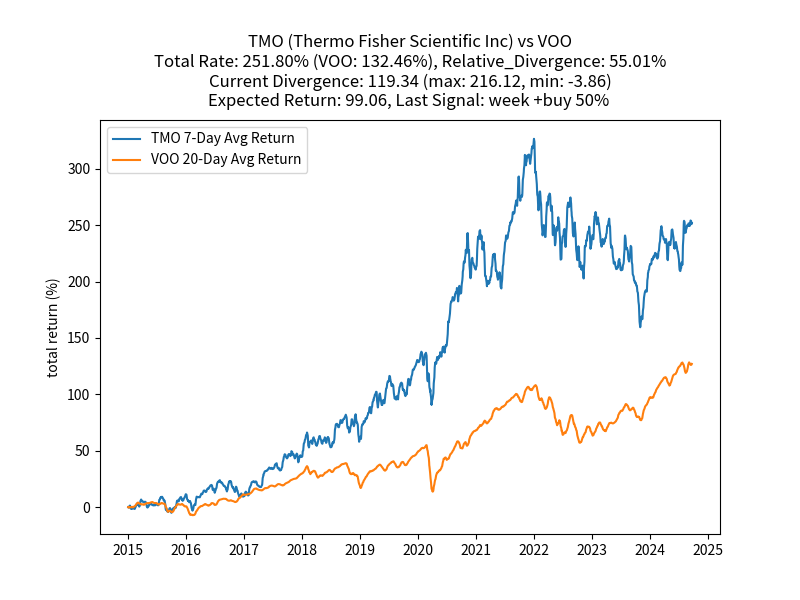 TMO (Thermo Fisher Scientific Inc) vs VOO
Total Rate: 251.80% (VOO: 132.46%), Relative_Divergence: 55.01%
Current Divergence: 119.34 (max: 216.12, min: -3.86)
Expected Return: 99.06, Last Signal: week +buy 50%
TMO 7-Day Avg Return
VOO 20-Day Avg Return
total return (%)
300
250
200
150
100
50
0
2015 2016 2017 2018 2019 2020 2021 2022 2023 2024 2025